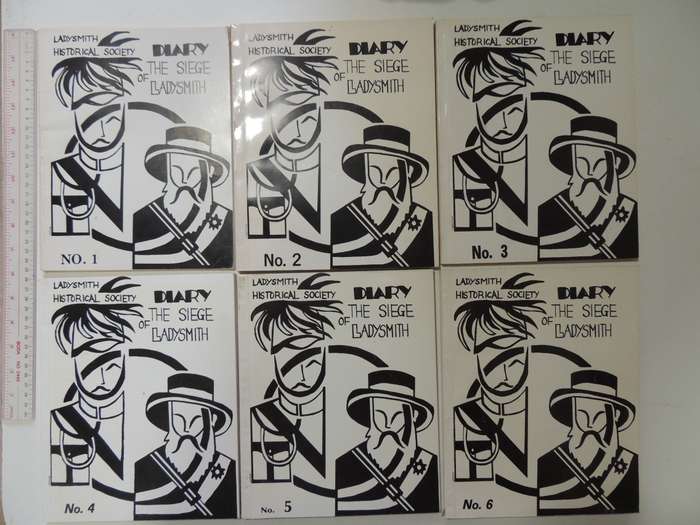 LADYSMITH
HISTORICAL SOCIETY
DIARY
OF
THE SIEGE
LADYSMITH
NO. 1
LADYSMITH
HISTORICAL SOCIETY
DIARY
OF
THE SIEGE
LADYSMITH
No. 2
LADYSMITH
HISTORICAL SOCIETY
DIARY
OF
THE SIEGE
LADYSMITH
No. 3
LADYSMITH
HISTORICAL SOCIETY
DIARY
OF
THE SIEGE
LADYSMITH
No. 4
LADYSMITH
HISTORICAL SOCIETY
DIARY
OF
THE SIEGE
LADYSMITH
No. 5
LADYSMITH
HISTORICAL SOCIETY
DIARY
OF
THE SIEGE
LADYSMITH
No. 6